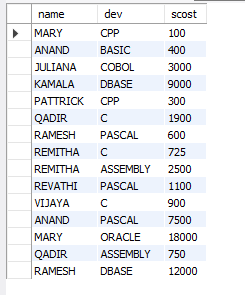 name dev scost
MARY CPP 100
ANAND BASIC 400
JULIANA COBOL 3000
KAMALA DBASE 9000
PATTRICK CPP 300
QADIR C 1900
RAMESH PASCAL 600
REMITHA C 725
REMITHA ASSEMBLY 2500
REVATHI PASCAL 1100
VIJAYA C 900
ANAND PASCAL 7500
MARY ORACLE 18000
QADIR ASSEMBLY 750
RAMESH DBASE 12000